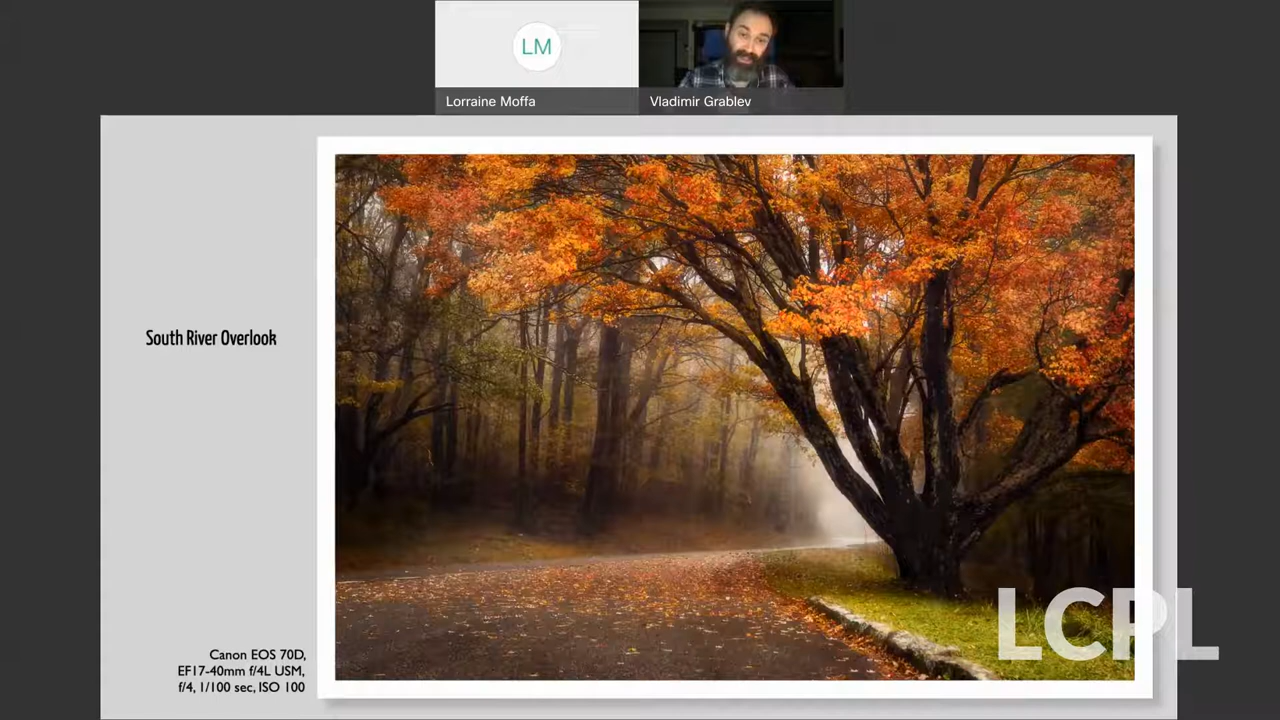 LM
Lorraine Moffa
Vladimir Grablev
South River Overlook
Canon EOS 70D,
EF17-40mm f/4L USM,
f/4, 1/100 sec, ISO 100
LCPL